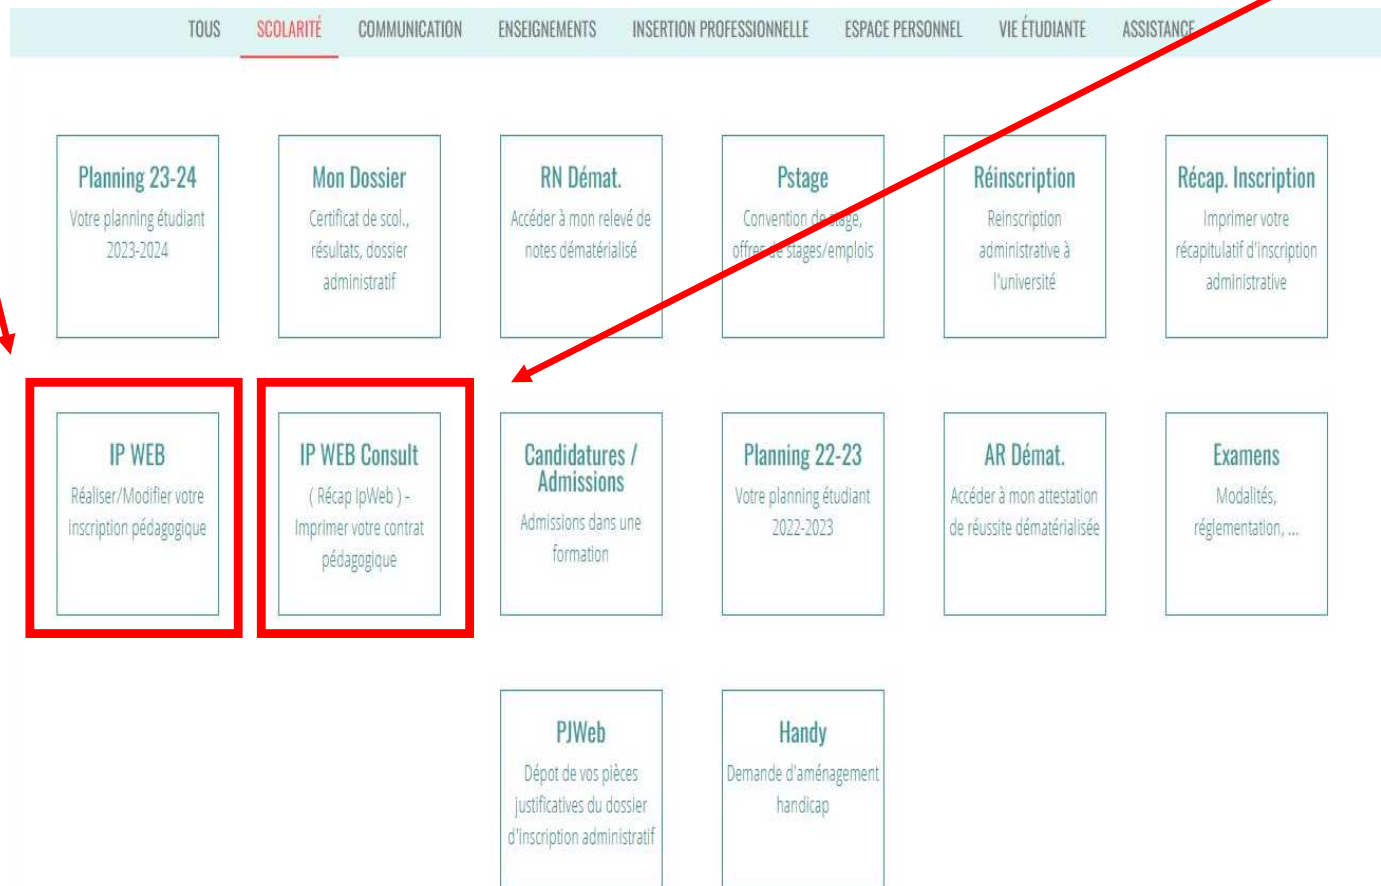 TOUS SCOLARITÉ COMMUNICATION ENSEIGNEMENTS INSERTION PROFESSIONNELLE ESPACE PERSONNEL VIE ÉTUDIANTE ASSISTANCE
Planning 23-24
Votre planning étudiant
2023-2024
Mon Dossier
Certificat de scol.,
résultats, dossier
administratif
RN Démat.
Accéder à mon relevé de
notes dématérialisé
Pstage
Convention de stage,
offres de stages/emplois
Réinscription
Reinscription
administrative à
l'université
Récap. Inscription
Imprimer votre
récapitulatif d'inscription
administrative
IP WEB
Réaliser/Modifier votre
inscription pédagogique
IP WEB Consult
( Récap IpWeb ) -
Imprimer votre contrat
pédagogique
Candidatures /
Admissions
Admissions dans une
formation
Planning 22-23
Votre planning étudiant
2022-2023
AR Démat.
Accéder à mon attestation
de réussite dématérialisée
Examens
Modalités,
réglementation, ...
PJWeb
Dépot de vos pièces
justificatives du dossier
d'inscription administratif
Handy
Demande d'aménagement
handicap